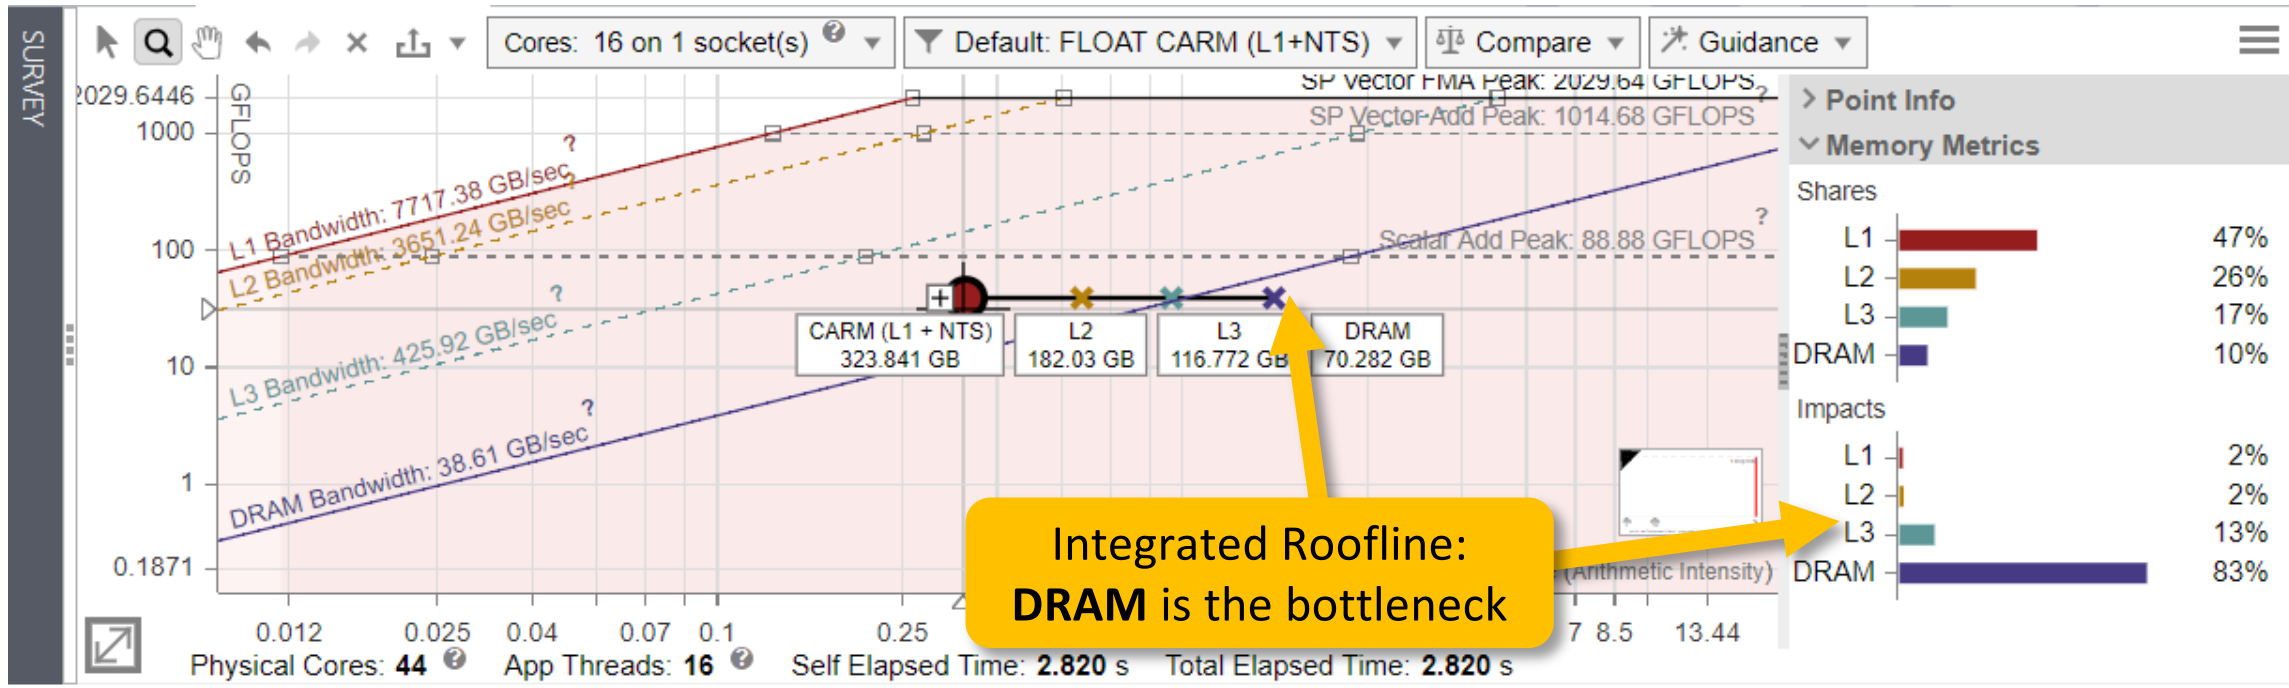 SURVEY
Cores: 16 on 1 socket(s) ?
Default: FLOAT CARM (L1+NTS)
Compare
Guidance
2029.6446
1000
100
10
1
0.1871
GFLOPS
SP Vector FMA Peak: 2029.64 GFLOPS ?
SP Vector Add Peak: 1014.68 GFLOPS
Scalar Add Peak: 88.88 GFLOPS ?
L1 Bandwidth: 7717.38 GB/sec ?
L2 Bandwidth: 3651.24 GB/sec ?
L3 Bandwidth: 425.92 GB/sec ?
DRAM Bandwidth: 38.61 GB/sec ?
CARM (L1 + NTS)
323.841 GB
L2
182.03 GB
L3
116.772 GB
DRAM
70.282 GB
Integrated Roofline:
DRAM is the bottleneck
(Arithmetic Intensity)
0.012 0.025 0.04 0.07 0.1 0.25 7 8.5 13.44
Physical Cores: 44 ? App Threads: 16 ? Self Elapsed Time: 2.820 s Total Elapsed Time: 2.820 s
Point Info
Memory Metrics
Shares
L1 47%
L2 26%
L3 17%
DRAM 10%
Impacts
L1 2%
L2 2%
L3 13%
DRAM 83%